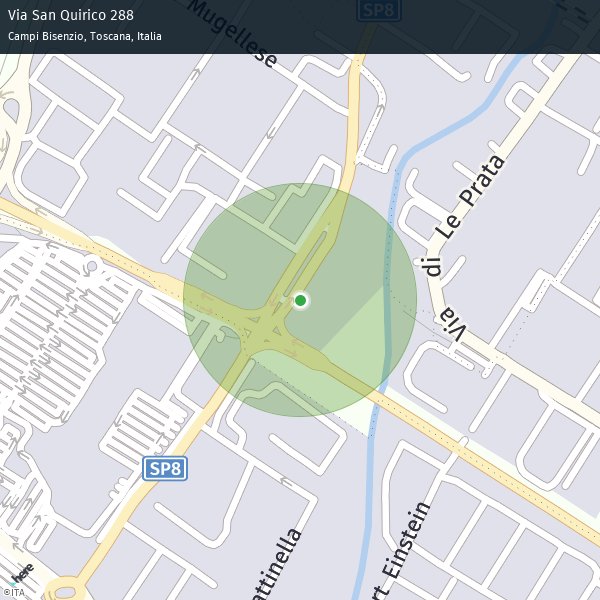 Via San Quirico 288
Campi Bisenzio, Toscana, Italia
Mugellese
SP8
Via di Le Prata
SP8
attinella
rt Einstein
here
©ITA